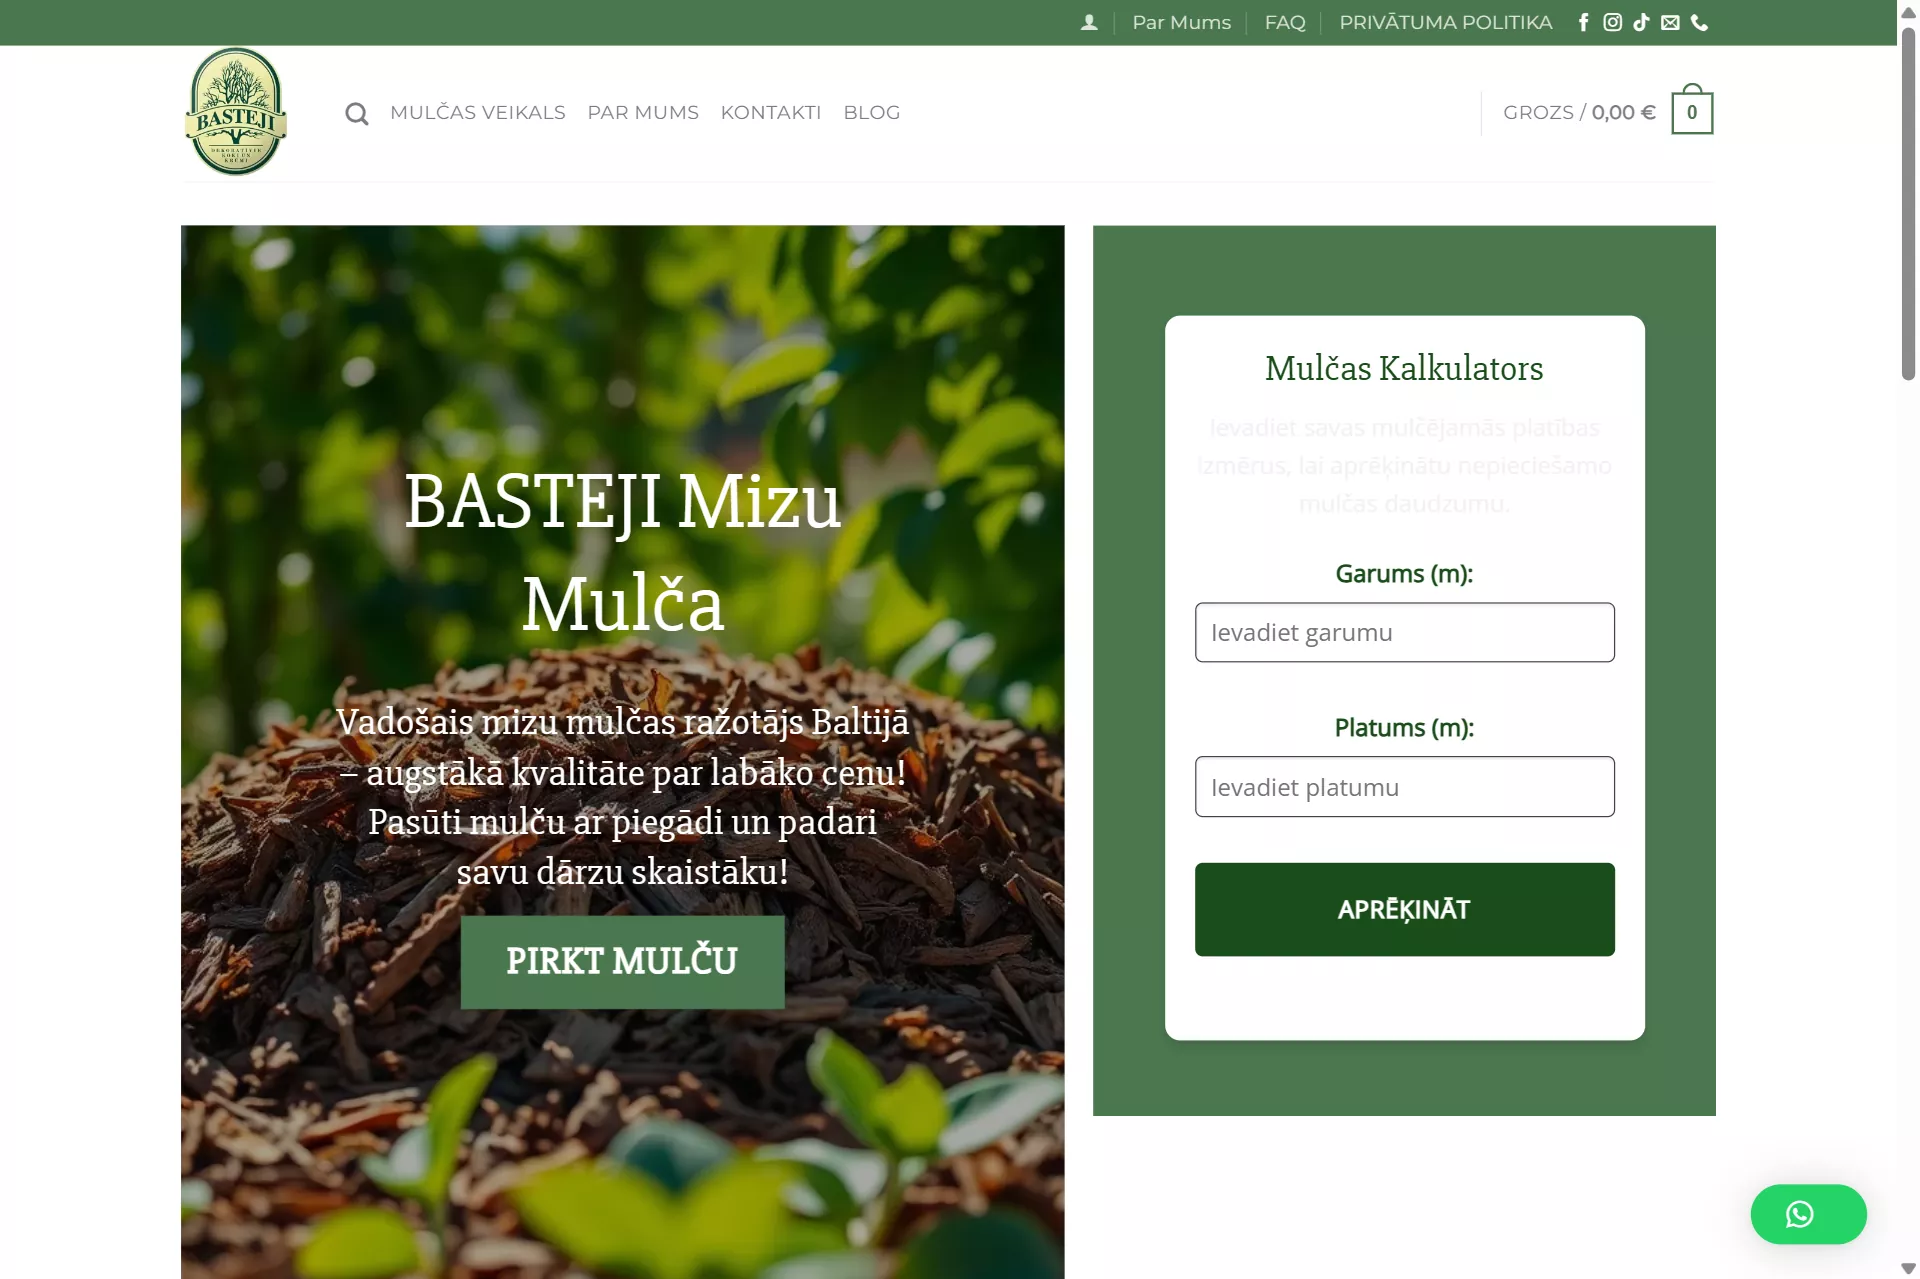 Par Mums
FAQ
PRIVĀTUMA POLITIKA
BASTEJI
DEKORATĪVIE
KOKI UN
KRŪMI
MULČAS VEIKALS
PAR MUMS
KONTAKTI
BLOG
GROZS / 0,00 €
0
BASTEJI Mizu
Mulča
Vadošais mizu mulčas ražotājs Baltijā
– augstākā kvalitāte par labāko cenu!
Pasūti mulču ar piegādi un padari
savu dārzu skaistāku!
PIRKT MULČU
Mulčas Kalkulators
Ievadiet savas mulčējamās platības
izmērus, lai aprēķinātu nepieciešamo
mulčas daudzumu.
Garums (m):
Ievadiet garumu
Platums (m):
Ievadiet platumu
APRĒĶINĀT